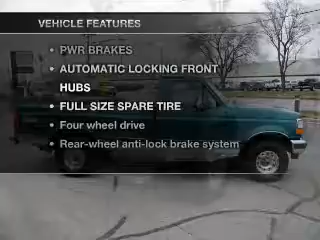 VEHICLE FEATURES
• PWR BRAKES
• AUTOMATIC LOCKING FRONT
HUBS
• FULL SIZE SPARE TIRE
• Four wheel drive
• Rear-wheel anti-lock brake system